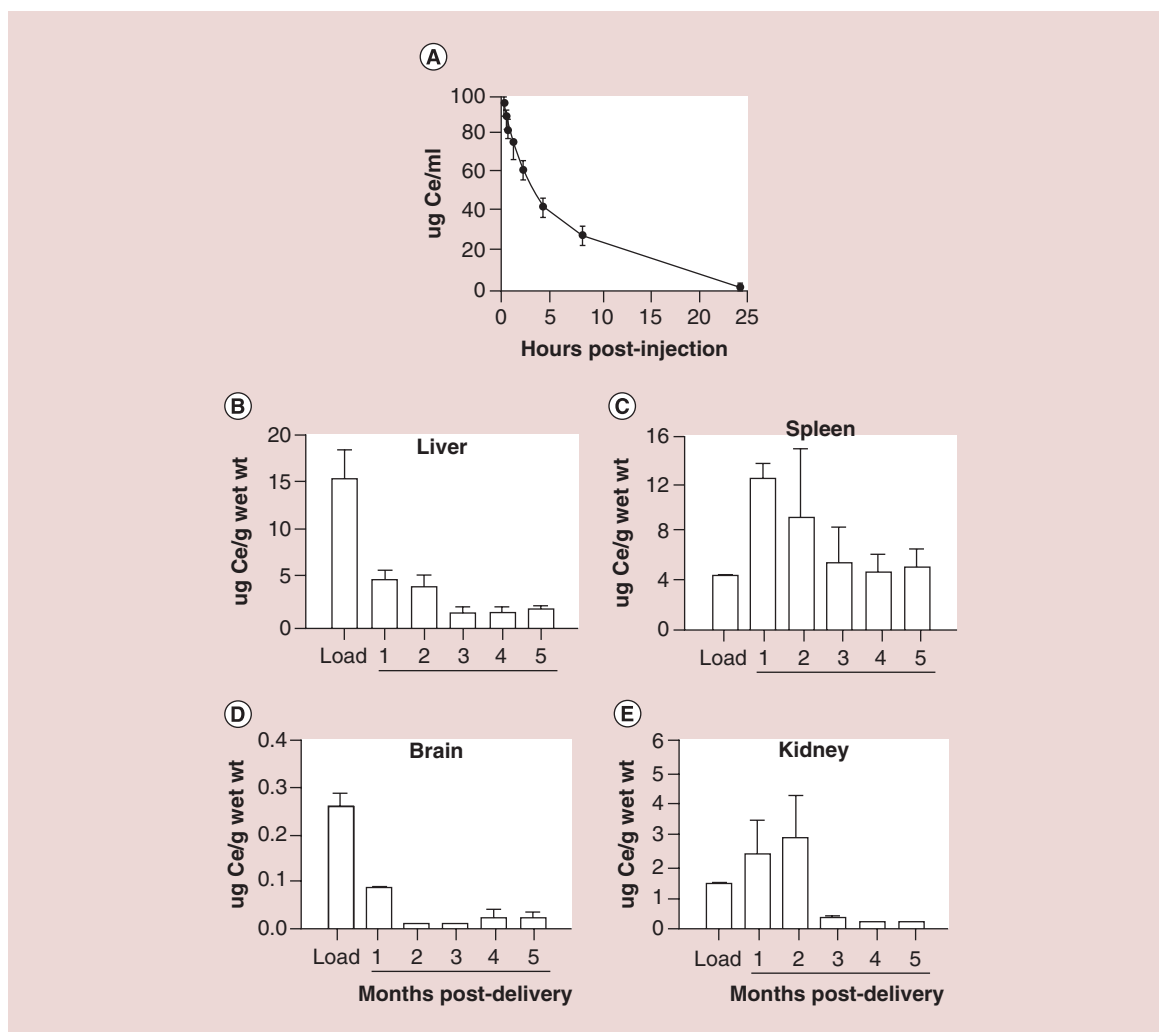 A
100
80
60
40
20
0
ug Ce/ml
0 5 10 15 20 25
Hours post-injection
B
Liver
20
15
10
5
0
ug Ce/g wet wt
Load 1 2 3 4 5
C
Spleen
16
12
8
4
0
ug Ce/g wet wt
Load 1 2 3 4 5
D
Brain
0.4
0.3
0.2
0.1
0.0
ug Ce/g wet wt
Load 1 2 3 4 5
Months post-delivery
E
Kidney
6
5
4
3
2
1
0
ug Ce/g wet wt
Load 1 2 3 4 5
Months post-delivery